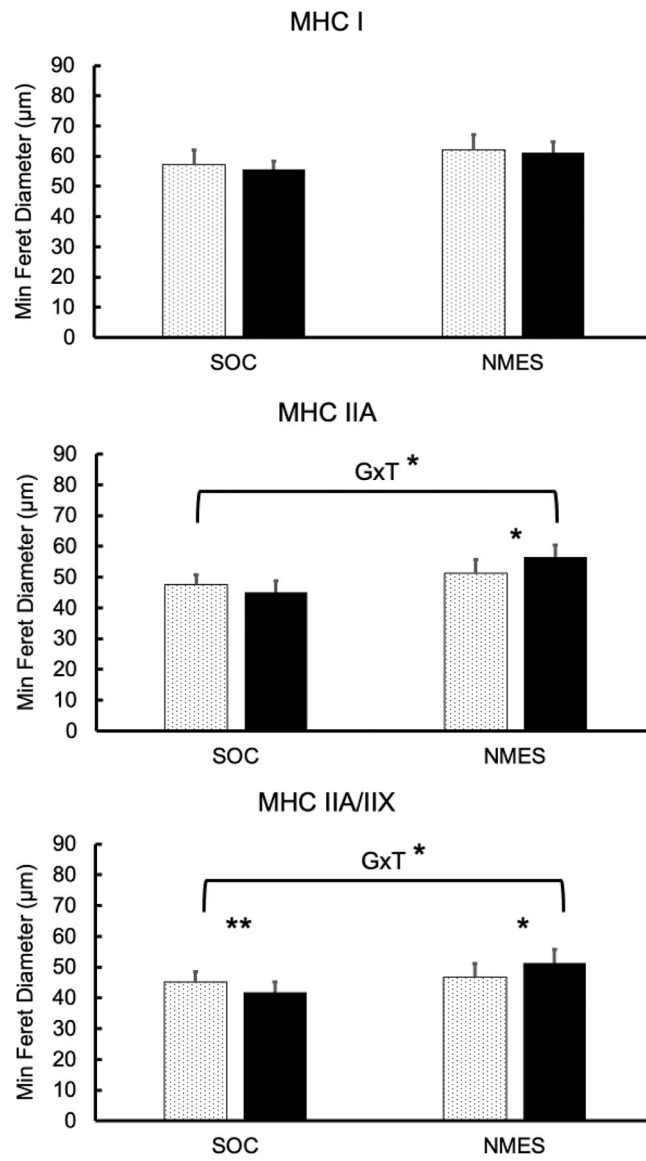 MHC I
Min Feret Diameter (µm)
90
80
70
60
50
40
30
20
10
0
SOC NMES
MHC IIA
Min Feret Diameter (µm)
90
80
70
60
50
40
30
20
10
0
GxT *
*
SOC NMES
MHC IIA/IIX
Min Feret Diameter (µm)
90
80
70
60
50
40
30
20
10
0
GxT *
** *
SOC NMES